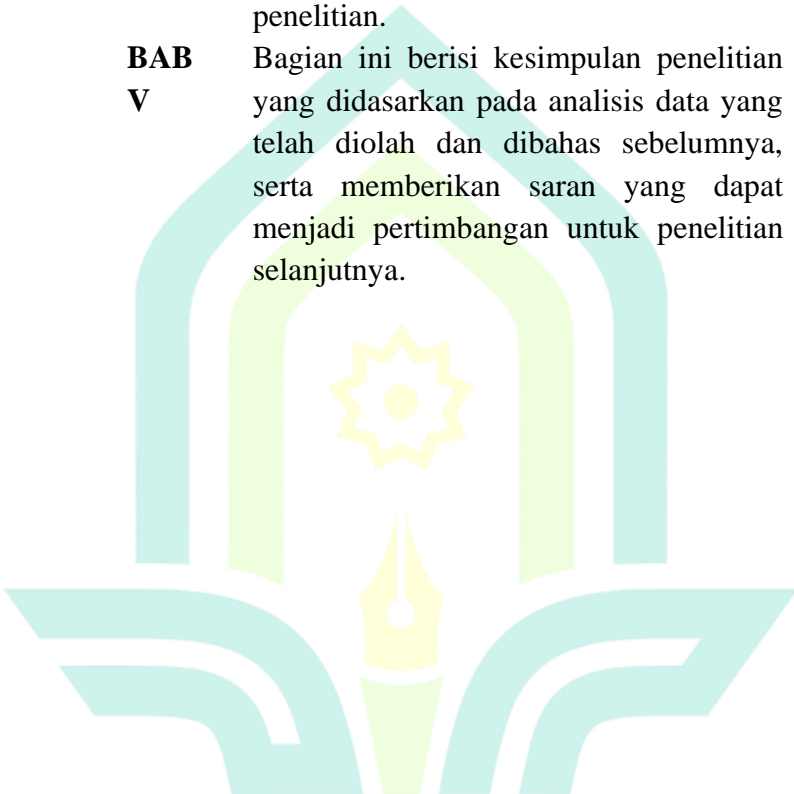 penelitian.
BAB Bagian ini berisi kesimpulan penelitian
V yang didasarkan pada analisis data yang
telah diolah dan dibahas sebelumnya,
serta memberikan saran yang dapat
menjadi pertimbangan untuk penelitian
selanjutnya.